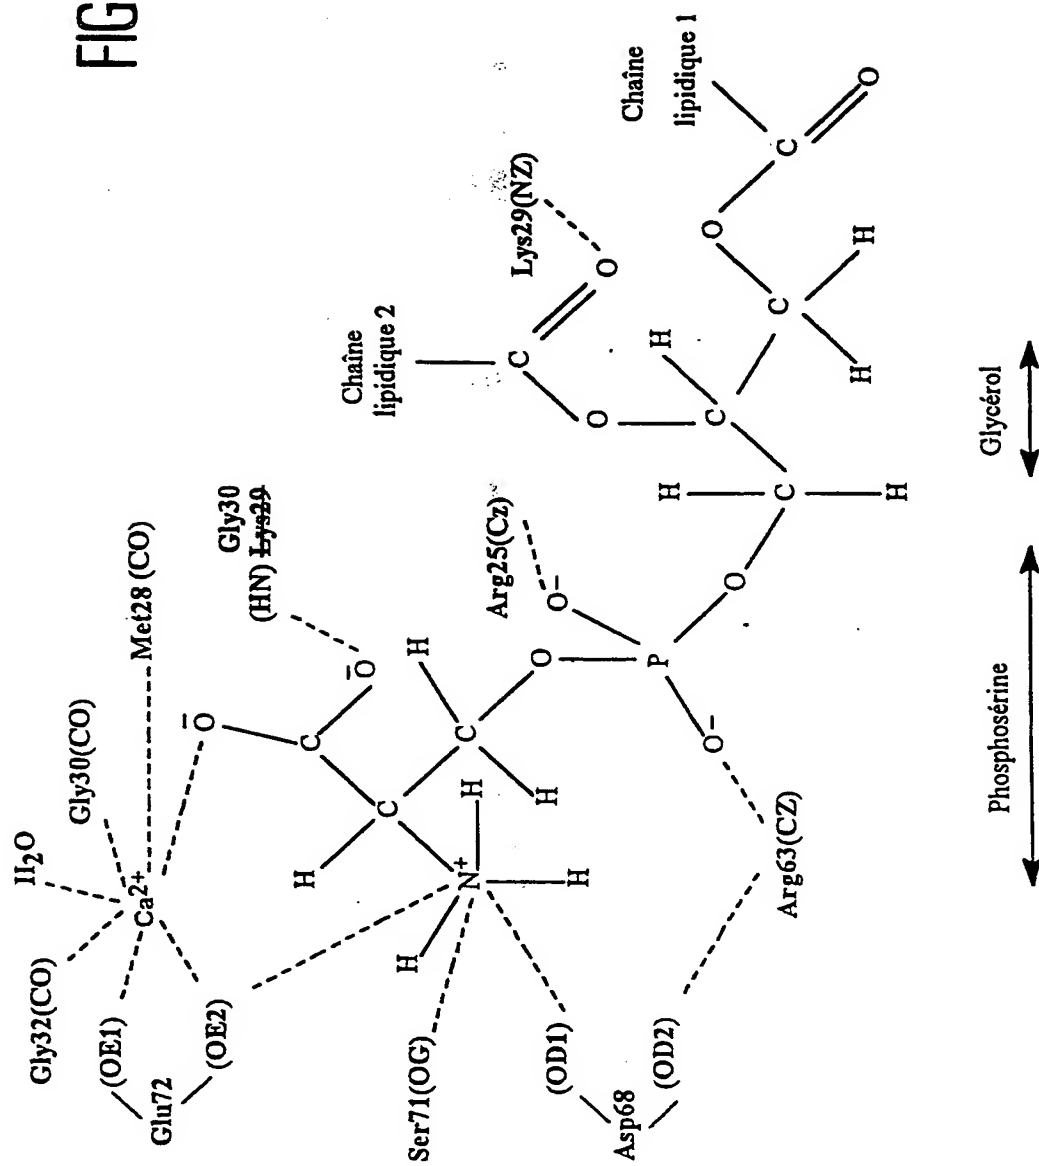 FIG
Gly32(CO)
H₂O
Gly30(CO)
Ca²⁺
Met28 (CO)
(OE1)
Glu72
(OE2)
O⁻
Gly30
(HN) Lys29
O⁻
C
H
C
H
C
H
H
N⁺
H
H
H
Ser71(OG)
O
Arg25(Cz)
O⁻
P
O⁻
O
(OD1)
Asp68
(OD2)
Arg63(CZ)
Chaîne
lipidique 2
C
O
Lys29(NZ)
O
H
C
H
C
H
C
H
H
O
Chaîne
lipidique 1
C
O
Phosphosérine
Glycérol